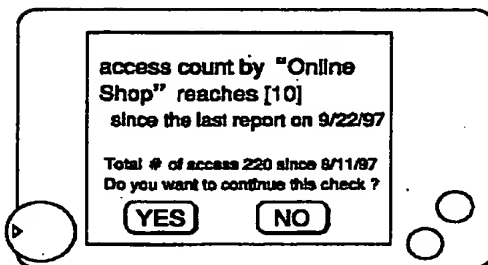 access count by "Online
Shop" reaches [10]
since the last report on 9/22/97
Total # of access 220 since 8/11/97
Do you want to continue this check ?
YES NO